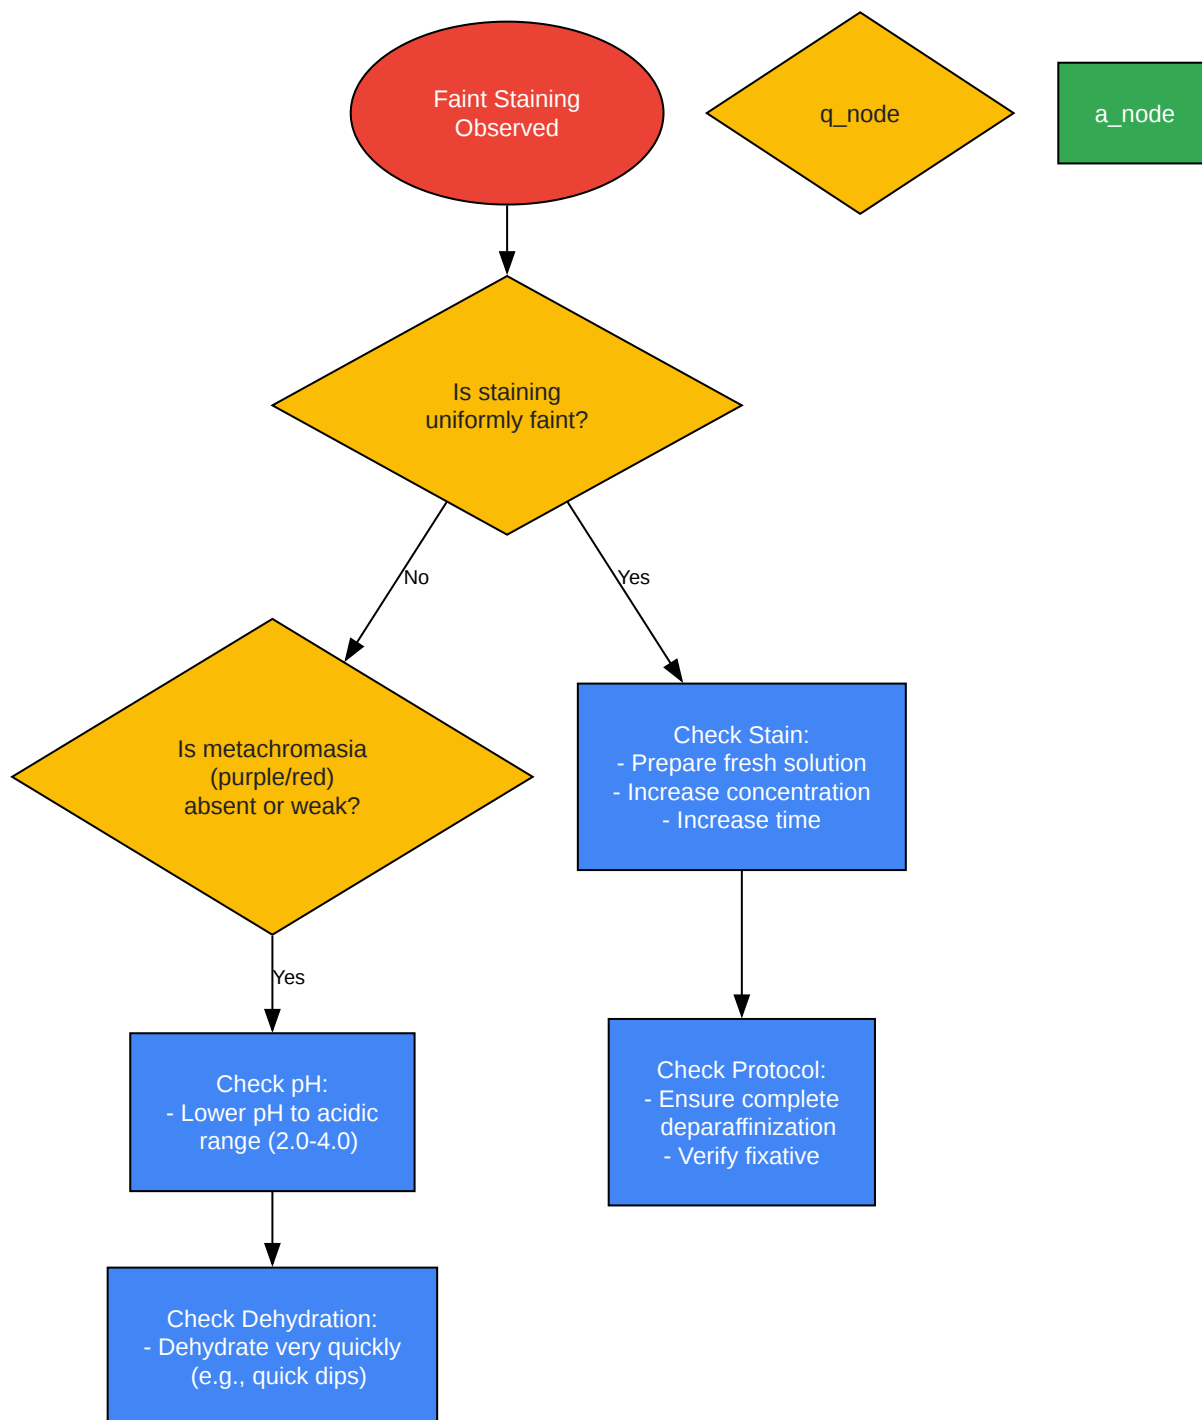 Faint Staining
Observed
q_node
a_node
Is staining
uniformly faint?
No
Yes
Is metachromasia
(purple/red)
absent or weak?
Check Stain:
- Prepare fresh solution
- Increase concentration
- Increase time
Yes
Check pH:
- Lower pH to acidic
range (2.0-4.0)
Check Protocol:
- Ensure complete
deparaffinization
- Verify fixative
Check Dehydration:
- Dehydrate very quickly
(e.g., quick dips)